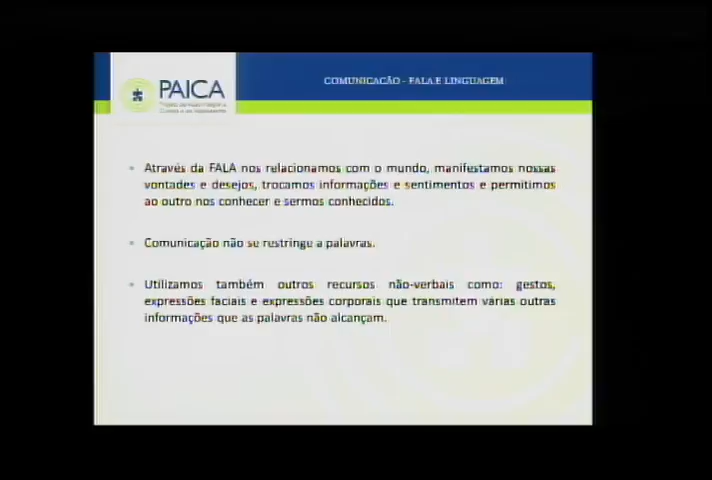 PAICA
COMUNICAÇÃO - FALA E LINGUAGEM
Através da FALA nos relacionamos com o mundo, manifestamos nossas
vontades e desejos, trocamos informações e sentimentos e permitimos
ao outro nos conhecer e sermos conhecidos.
Comunicação não se restringe a palavras.
Utilizamos também outros recursos não-verbais como: gestos,
expressões faciais e expressões corporais que transmitem várias outras
informações que as palavras não alcançam.